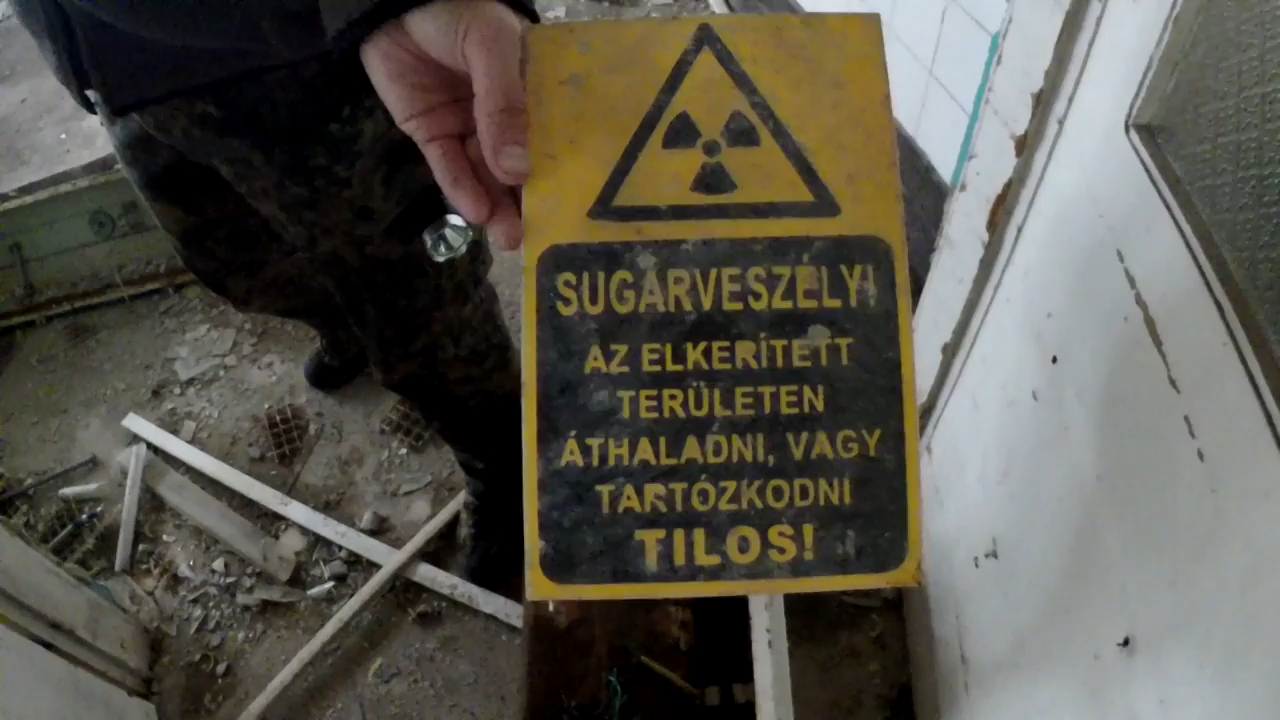 SUGÁRVESZÉLY!
AZ ELKERÍTETT
TERÜLETEN
ÁTHALADNI, VAGY
TARTÓZKODNI
TILOS!